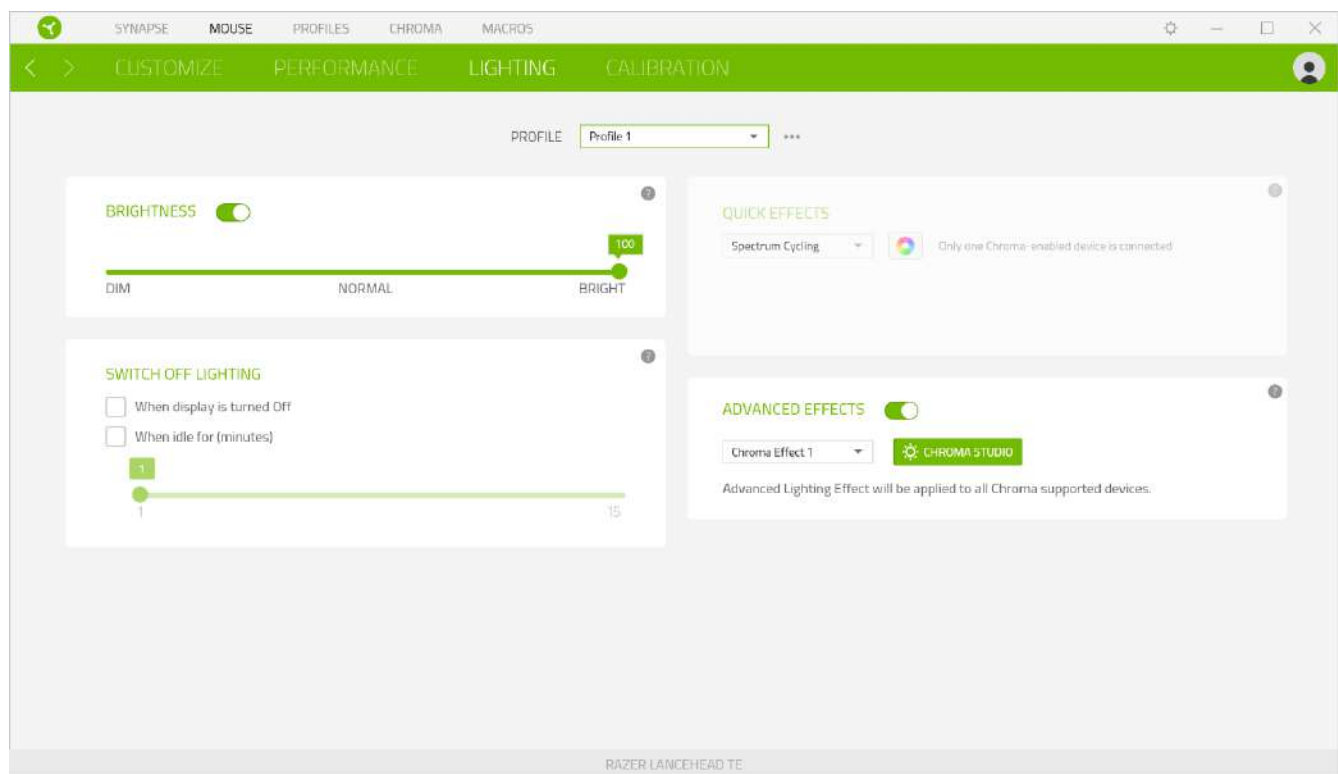 SYNAPSE MOUSE PROFILES CHROMA MACROS
CUSTOMIZE PERFORMANCE LIGHTING CALIBRATION
PROFILE Profile 1
BRIGHTNESS
100
DIM NORMAL BRIGHT
SWITCH OFF LIGHTING
When display is turned Off
When idle for (minutes)
1
1 15
QUICK EFFECTS
Spectrum Cycling Only one Chroma-enabled device is connected
ADVANCED EFFECTS
Chroma Effect 1 CHROMA STUDIO
Advanced Lighting Effect will be applied to all Chroma supported devices.
RAZER LANCEHEAD TE